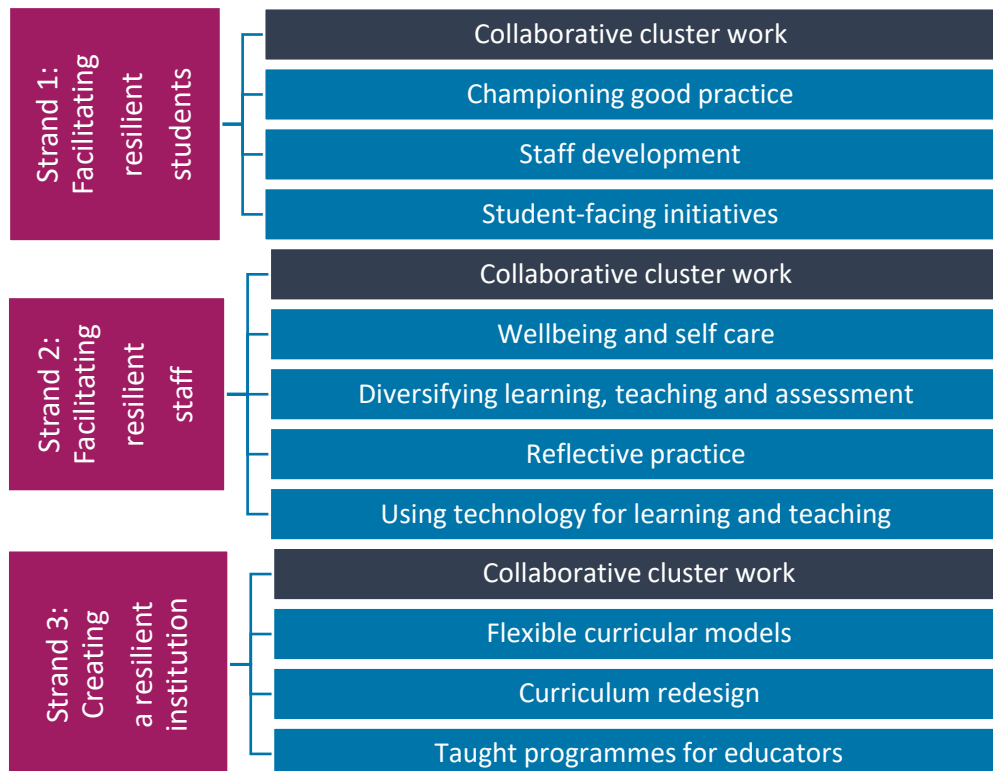 Strand 1:
Facilitating
resilient
students
Collaborative cluster work
Championing good practice
Staff development
Student-facing initiatives
Strand 2:
Facilitating
resilient
staff
Collaborative cluster work
Wellbeing and self care
Diversifying learning, teaching and assessment
Reflective practice
Using technology for learning and teaching
Strand 3:
Creating
a resilient
institution
Collaborative cluster work
Flexible curricular models
Curriculum redesign
Taught programmes for educators